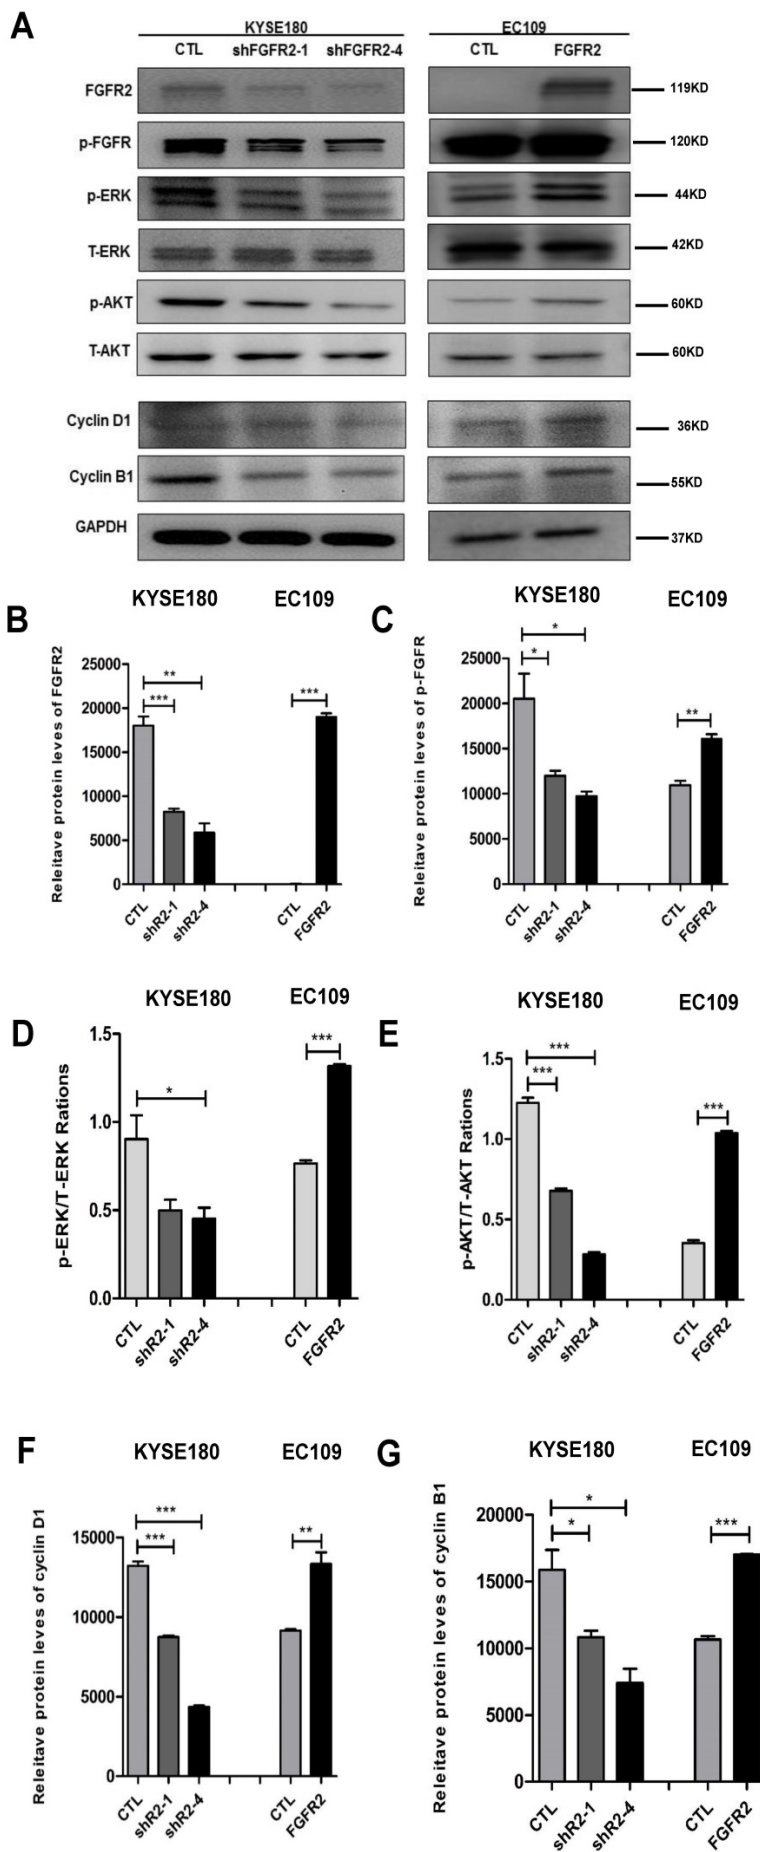 A
KYSE180 EC109
CTL shFGFR2-1 shFGFR2-4 CTL FGFR2
FGFR2 119KD
p-FGFR 120KD
p-ERK 44KD
T-ERK 42KD
p-AKT 60KD
T-AKT 60KD
Cyclin D1 36KD
Cyclin B1 55KD
GAPDH 37KD
B
KYSE180 EC109
Releitave protein leves of FGFR2
25000
20000
15000
10000
5000
0
** 
*** ***
CTL shR2-1 shR2-4 CTL FGFR2
C
KYSE180 EC109
Releitave protein leves of p-FGFR
25000
20000
15000
10000
5000
0
*
* **
CTL shR2-1 shR2-4 CTL FGFR2
D
KYSE180 EC109
p-ERK/T-ERK Rations
1.5
1.0
0.5
0.0
* ***
CTL shR2-1 shR2-4 CTL FGFR2
E
KYSE180 EC109
p-AKT/T-AKT Rations
1.5
1.0
0.5
0.0
***
*** ***
CTL shR2-1 shR2-4 CTL FGFR2
F
KYSE180 EC109
Releitave protein leves of cyclin D1
15000
10000
5000
0
***
*** **
CTL shR2-1 shR2-4 CTL FGFR2
G
KYSE180 EC109
Releitave protein leves of cyclin B1
20000
15000
10000
5000
0
*
* ***
CTL shR2-1 shR2-4 CTL FGFR2